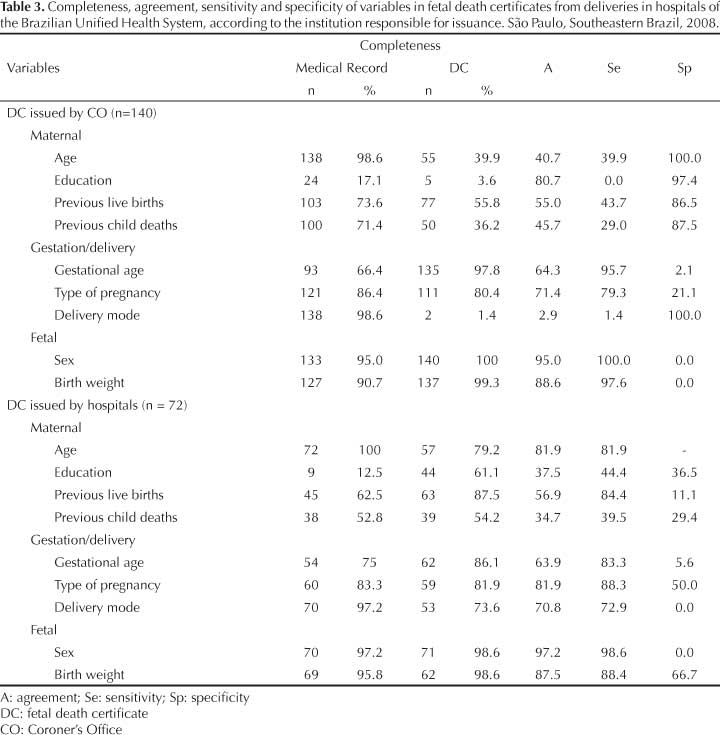 Table 3. Completeness, agreement, sensitivity and specificity of variables in fetal death certificates from deliveries in hospitals of
the Brazilian Unified Health System, according to the institution responsible for issuance. São Paulo, Southeastern Brazil, 2008.
Completeness
Variables Medical Record DC A Se Sp
n % n %
DC issued by CO (n=140)
Maternal
Age 138 98.6 55 39.9 40.7 39.9 100.0
Education 24 17.1 5 3.6 80.7 0.0 97.4
Previous live births 103 73.6 77 55.8 55.0 43.7 86.5
Previous child deaths 100 71.4 50 36.2 45.7 29.0 87.5
Gestation/delivery
Gestational age 93 66.4 135 97.8 64.3 95.7 2.1
Type of pregnancy 121 86.4 111 80.4 71.4 79.3 21.1
Delivery mode 138 98.6 2 1.4 2.9 1.4 100.0
Fetal
Sex 133 95.0 140 100 95.0 100.0 0.0
Birth weight 127 90.7 137 99.3 88.6 97.6 0.0
DC issued by hospitals (n = 72)
Maternal
Age 72 100 57 79.2 81.9 81.9 -
Education 9 12.5 44 61.1 37.5 44.4 36.5
Previous live births 45 62.5 63 87.5 56.9 84.4 11.1
Previous child deaths 38 52.8 39 54.2 34.7 39.5 29.4
Gestation/delivery
Gestational age 54 75 62 86.1 63.9 83.3 5.6
Type of pregnancy 60 83.3 59 81.9 81.9 88.3 50.0
Delivery mode 70 97.2 53 73.6 70.8 72.9 0.0
Fetal
Sex 70 97.2 71 98.6 97.2 98.6 0.0
Birth weight 69 95.8 62 98.6 87.5 88.4 66.7
A: agreement; Se: sensitivity; Sp: specificity
DC: fetal death certificate
CO: Coroner's Office